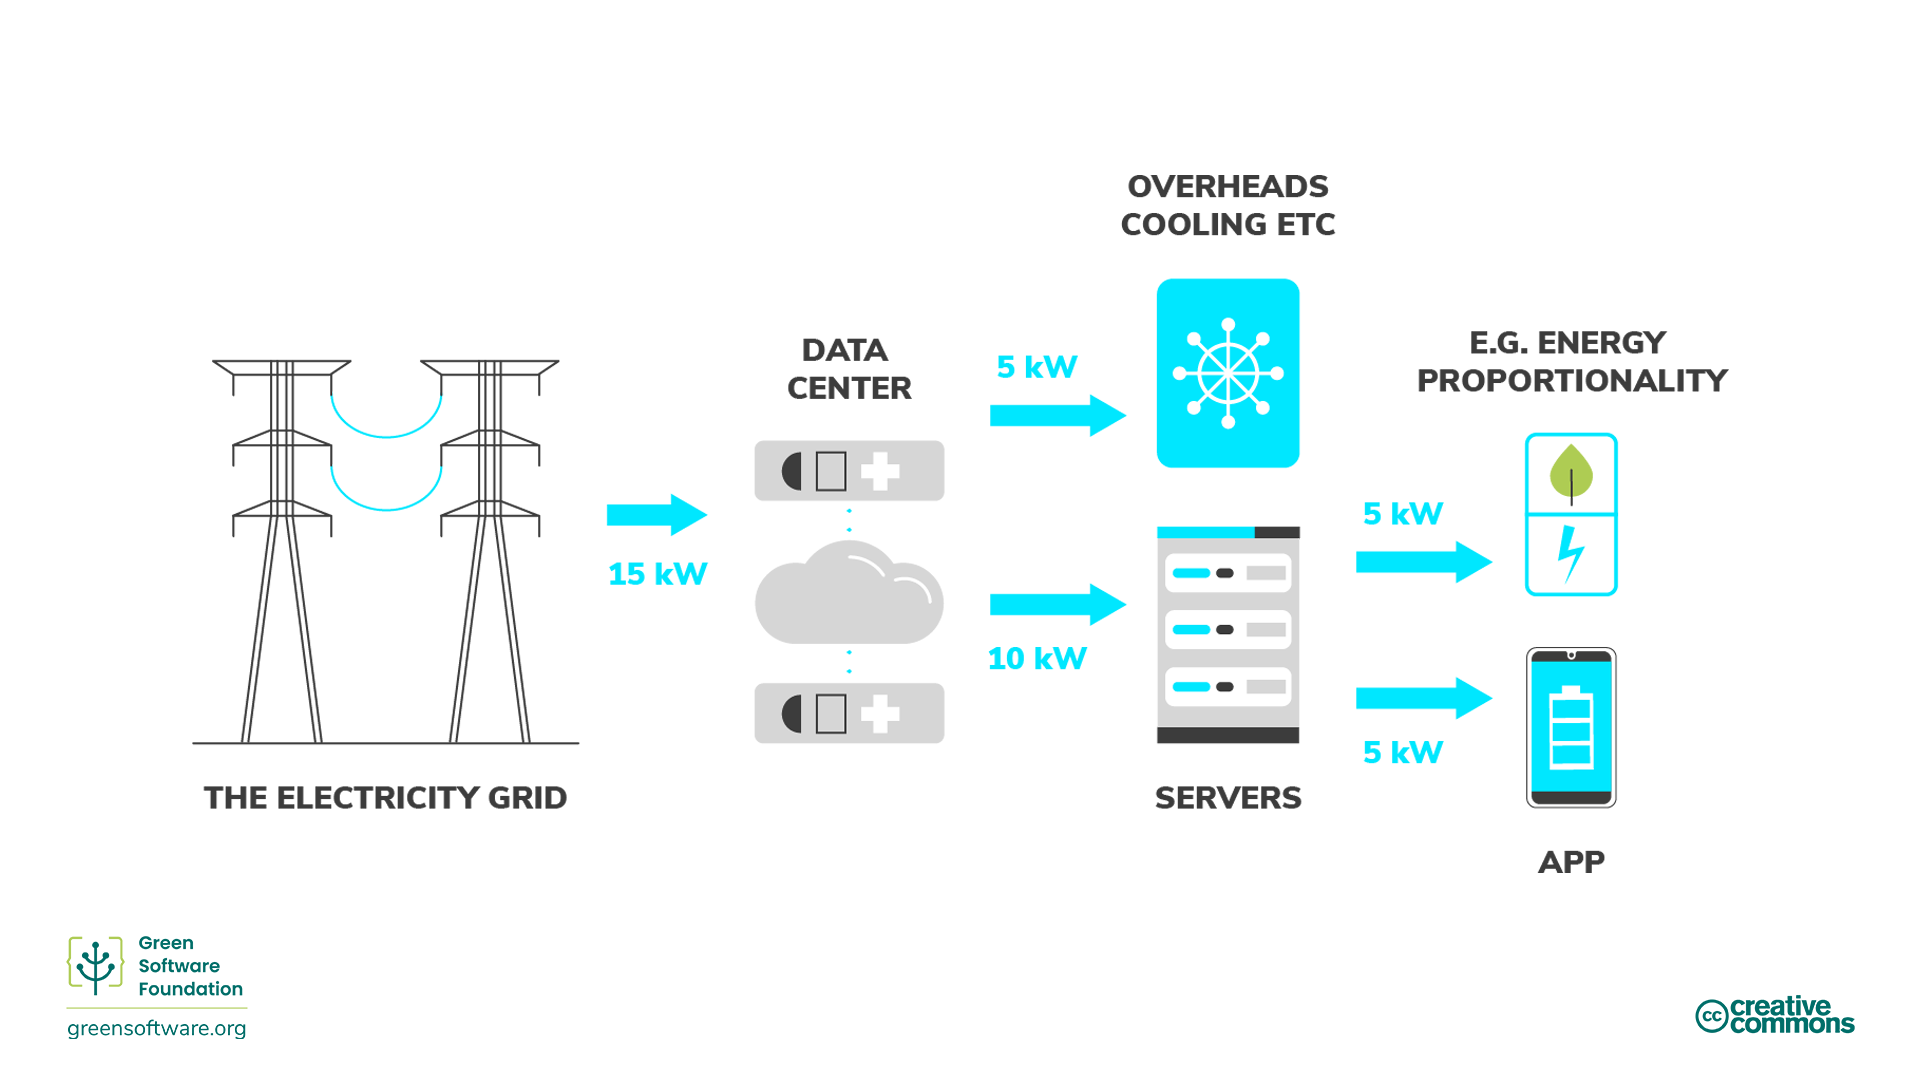 OVERHEADS
COOLING ETC
DATA
CENTER
5 kW
E.G. ENERGY
PROPORTIONALITY
5 kW
15 kW
10 kW
5 kW
THE ELECTRICITY GRID
SERVERS
APP
Green
Software
Foundation
greensoftware.org
cc creative
commons